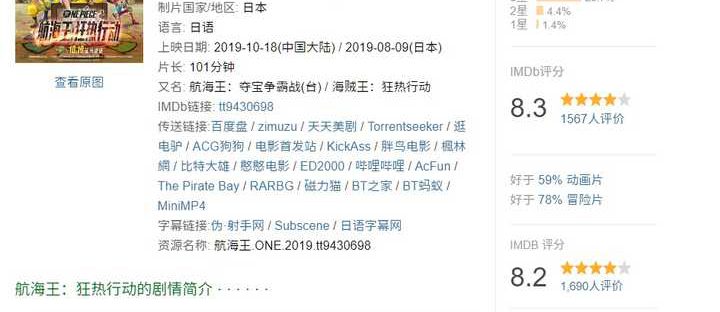 ONE PIECE
航海王:狂热行动
查看原图
制片国家/地区: 日本
语言: 日语
上映日期: 2019-10-18(中国大陆) / 2019-08-09(日本)
片长: 101分钟
又名: 航海王：夺宝争霸战(台) / 海贼王：狂热行动
IMDb链接: tt9430698
传送链接:百度盘 / zimuzu / 天天美剧 / Torrentseeker / 逛
电驴 / ACG狗狗 / 电影首发站 / KickAss / 胖鸟电影 / 楓林
網 / 比特大雄 / 憨憨电影 / ED2000 / 哔哩哔哩 / AcFun /
The Pirate Bay / RARBG / 磁力猫 / BT之家 / BT蚂蚁 /
MiniMP4
字幕链接:伪·射手网 / Subscene / 日语字幕网
资源名称: 航海王.ONE.2019.tt9430698
航海王：狂热行动的剧情简介 · · · · · ·
2星 4.4%
1星 1.4%
IMDb评分
8.3
1567人评价
好于 59% 动画片
好于 78% 冒险片
IMDB 评分
8.2
1,690人评价